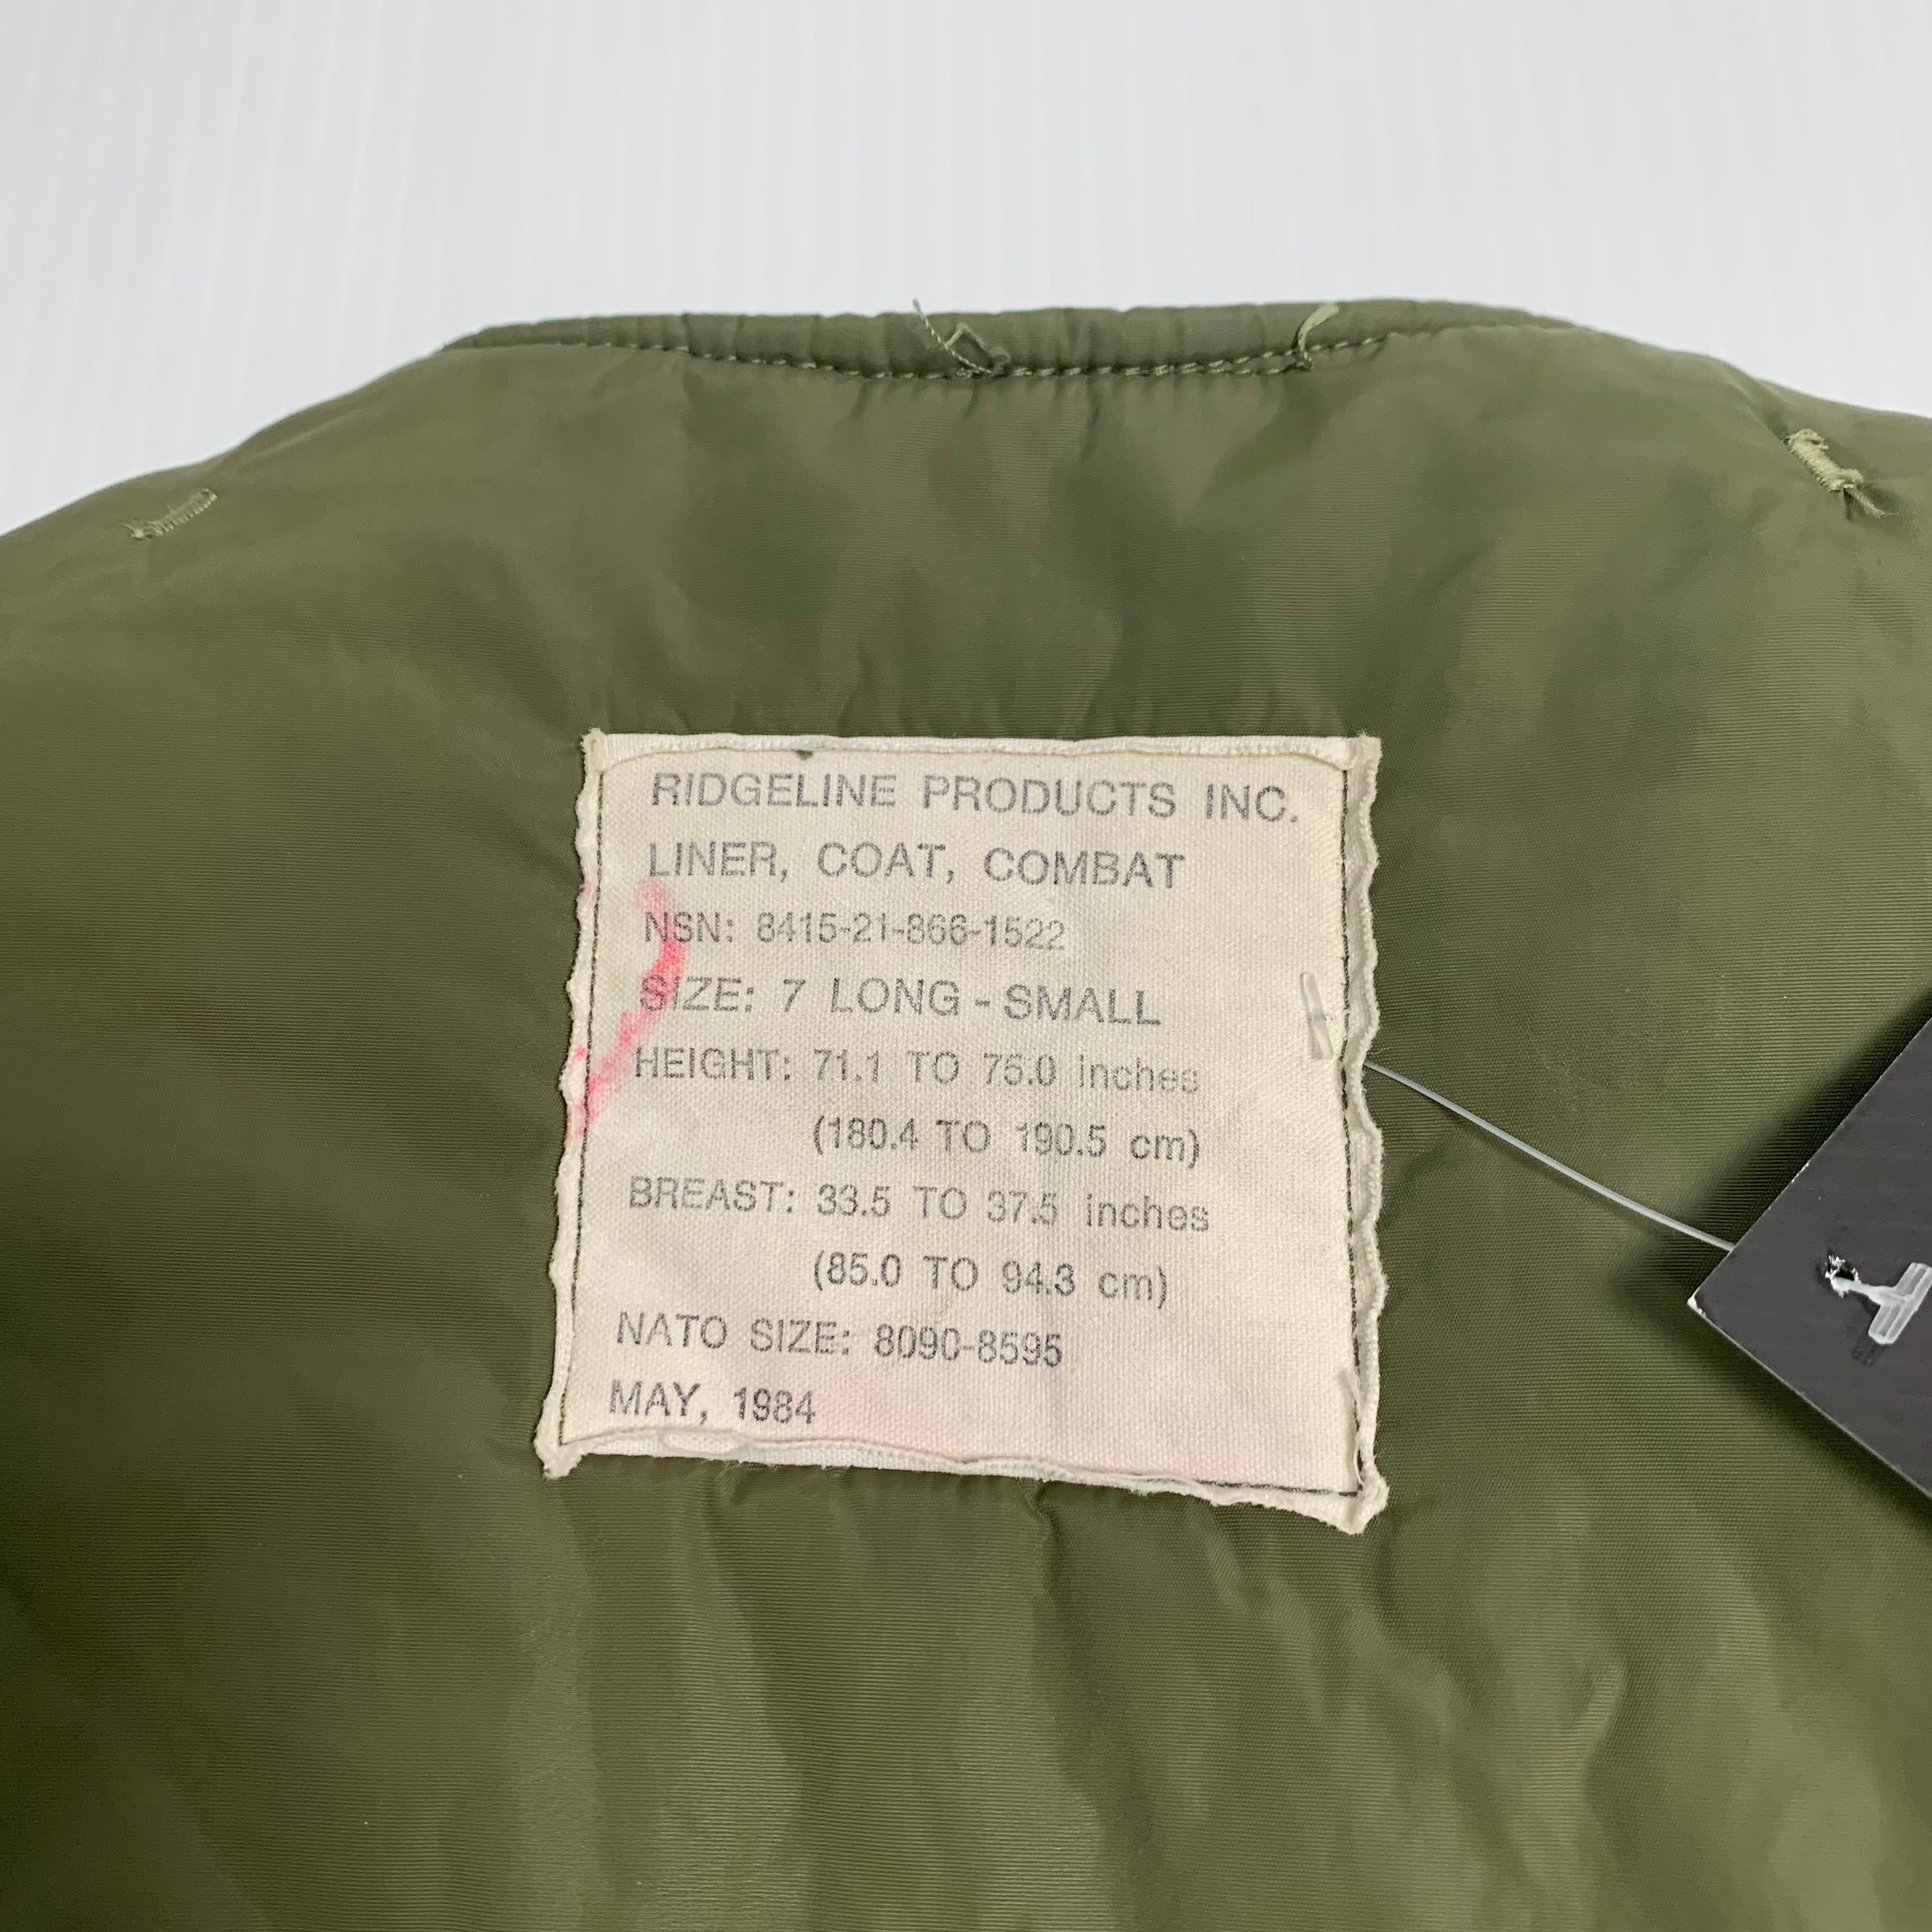 RIDGELINE PRODUCTS INC.
LINER, COAT, COMBAT
NSN: 8415-21-866-1522
SIZE: 7 LONG - SMALL
HEIGHT: 71.1 TO 75.0 inches
(180.4 TO 190.5 cm)
BREAST: 33.5 TO 37.5 inches
(85.0 TO 94.3 cm)
NATO SIZE: 8090-8595
MAY, 1984